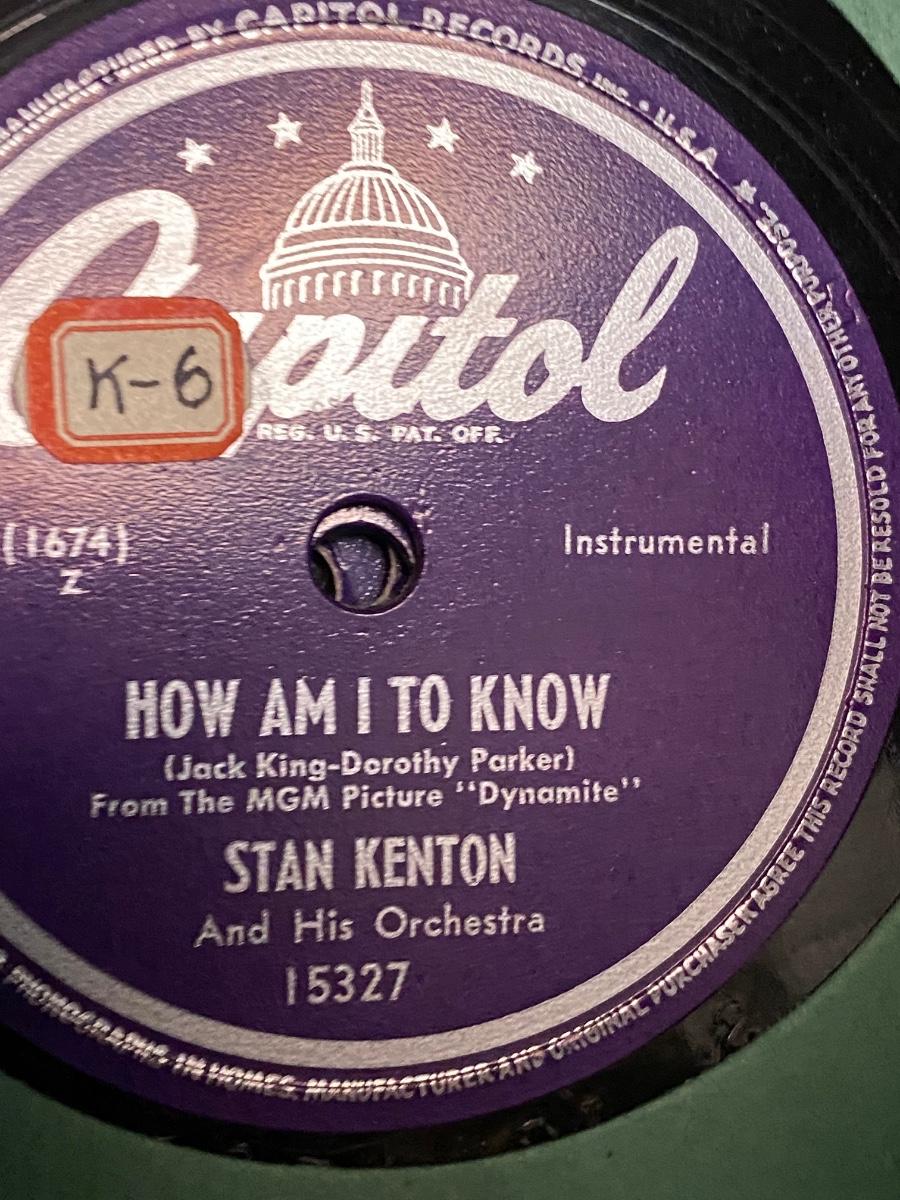 MANUFACTURED BY CAPITOL RECORDS, INC. • U.S.A.
Capitol
K-6
REG. U. S. PAT. OFF.
(1674)
Z
Instrumental
HOW AM I TO KNOW
(Jack King-Dorothy Parker)
From The MGM Picture "Dynamite"
STAN KENTON
And His Orchestra
15327
PHONOGRAPHS IN HOMES. MANUFACTURER AND ORIGINAL PURCHASER AGREE THIS RECORD SHALL NOT BE RESOLD FOR ANY OTHER PURPOSE.